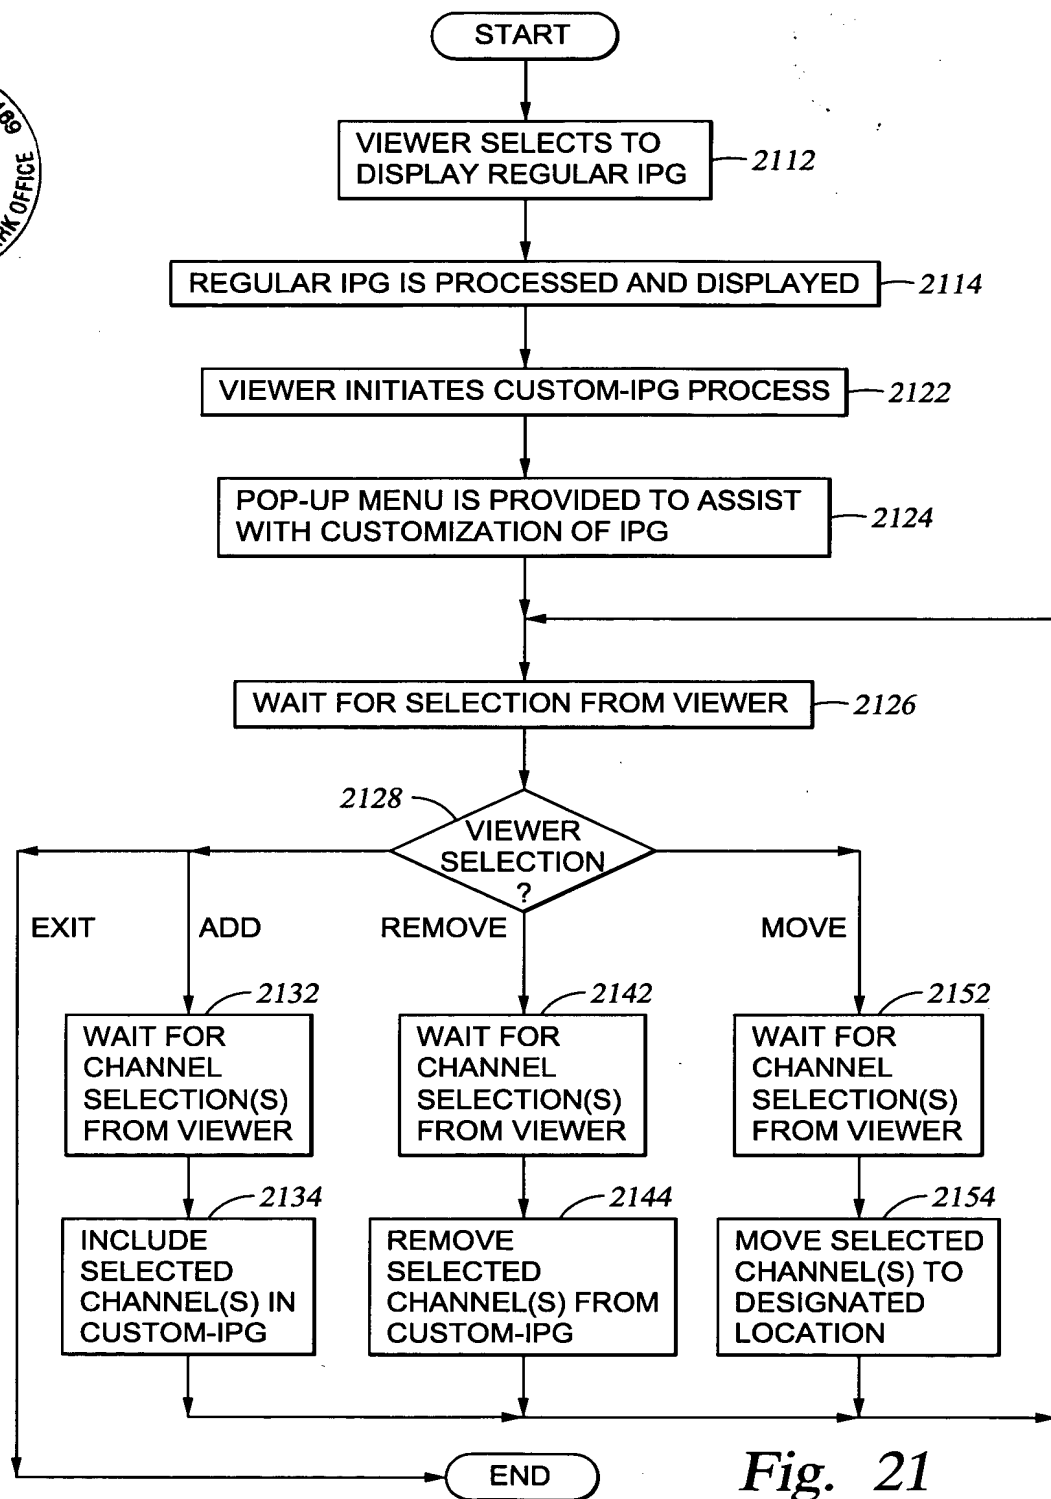 START
VIEWER SELECTS TO
DISPLAY REGULAR IPG
2112
REGULAR IPG IS PROCESSED AND DISPLAYED
2114
VIEWER INITIATES CUSTOM-IPG PROCESS
2122
POP-UP MENU IS PROVIDED TO ASSIST
WITH CUSTOMIZATION OF IPG
2124
WAIT FOR SELECTION FROM VIEWER
2126
2128
VIEWER
SELECTION
?
EXIT
ADD
REMOVE
MOVE
2132
WAIT FOR
CHANNEL
SELECTION(S)
FROM VIEWER
2142
WAIT FOR
CHANNEL
SELECTION(S)
FROM VIEWER
2152
WAIT FOR
CHANNEL
SELECTION(S)
FROM VIEWER
2134
INCLUDE
SELECTED
CHANNEL(S) IN
CUSTOM-IPG
2144
REMOVE
SELECTED
CHANNEL(S) FROM
CUSTOM-IPG
2154
MOVE SELECTED
CHANNEL(S) TO
DESIGNATED
LOCATION
END
Fig. 21
OFFICE